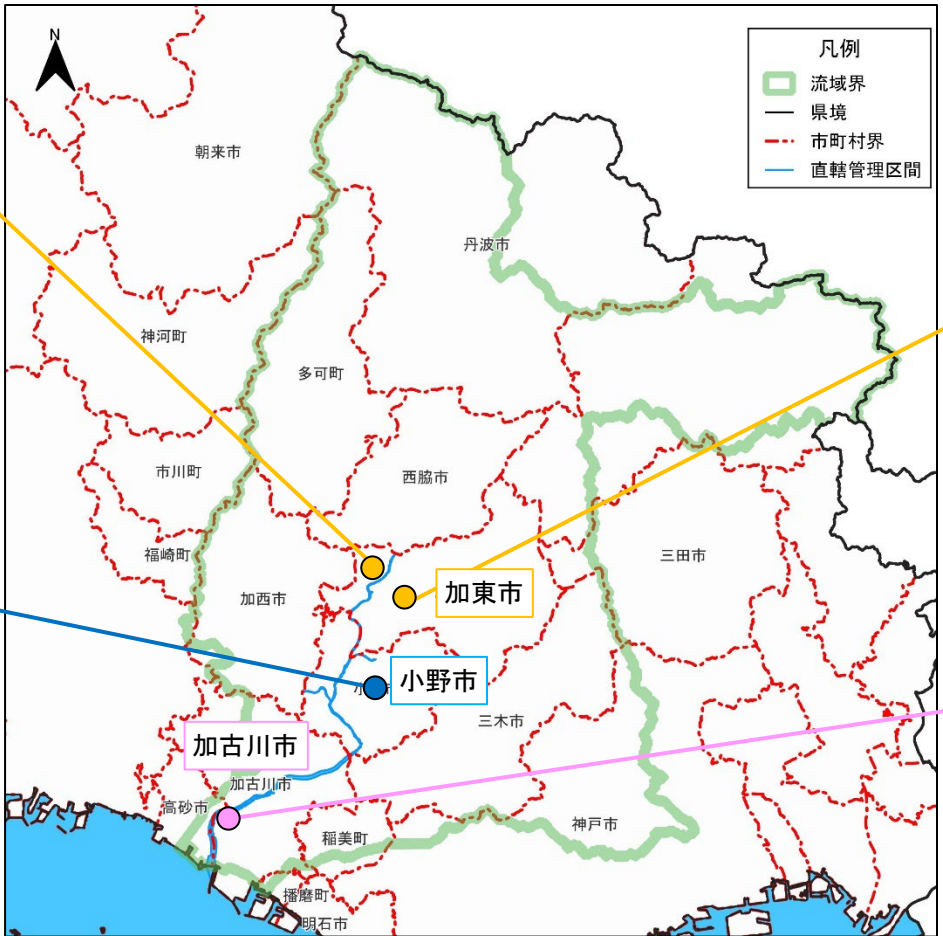 N
凡例
流域界
県境
市町村界
直轄管理区間
朝来市
丹波市
神河町
多可町
市川町
西脇市
福崎町
三田市
加西市
加東市
小野市
小
三木市
加古川市
加古川市
高砂市
稲美町
神戸市
播磨町
明石市